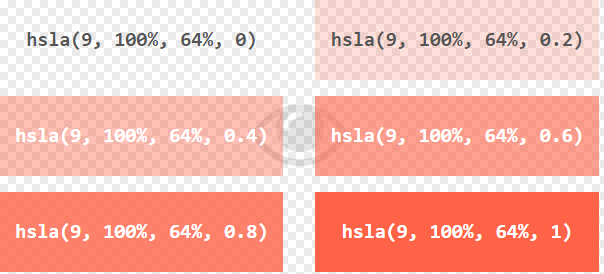 hsla(9, 100%, 64%, 0)
hsla(9, 100%, 64%, 0.2)
hsla(9, 100%, 64%, 0.4)
hsla(9, 100%, 64%, 0.6)
hsla(9, 100%, 64%, 0.8)
hsla(9, 100%, 64%, 1)